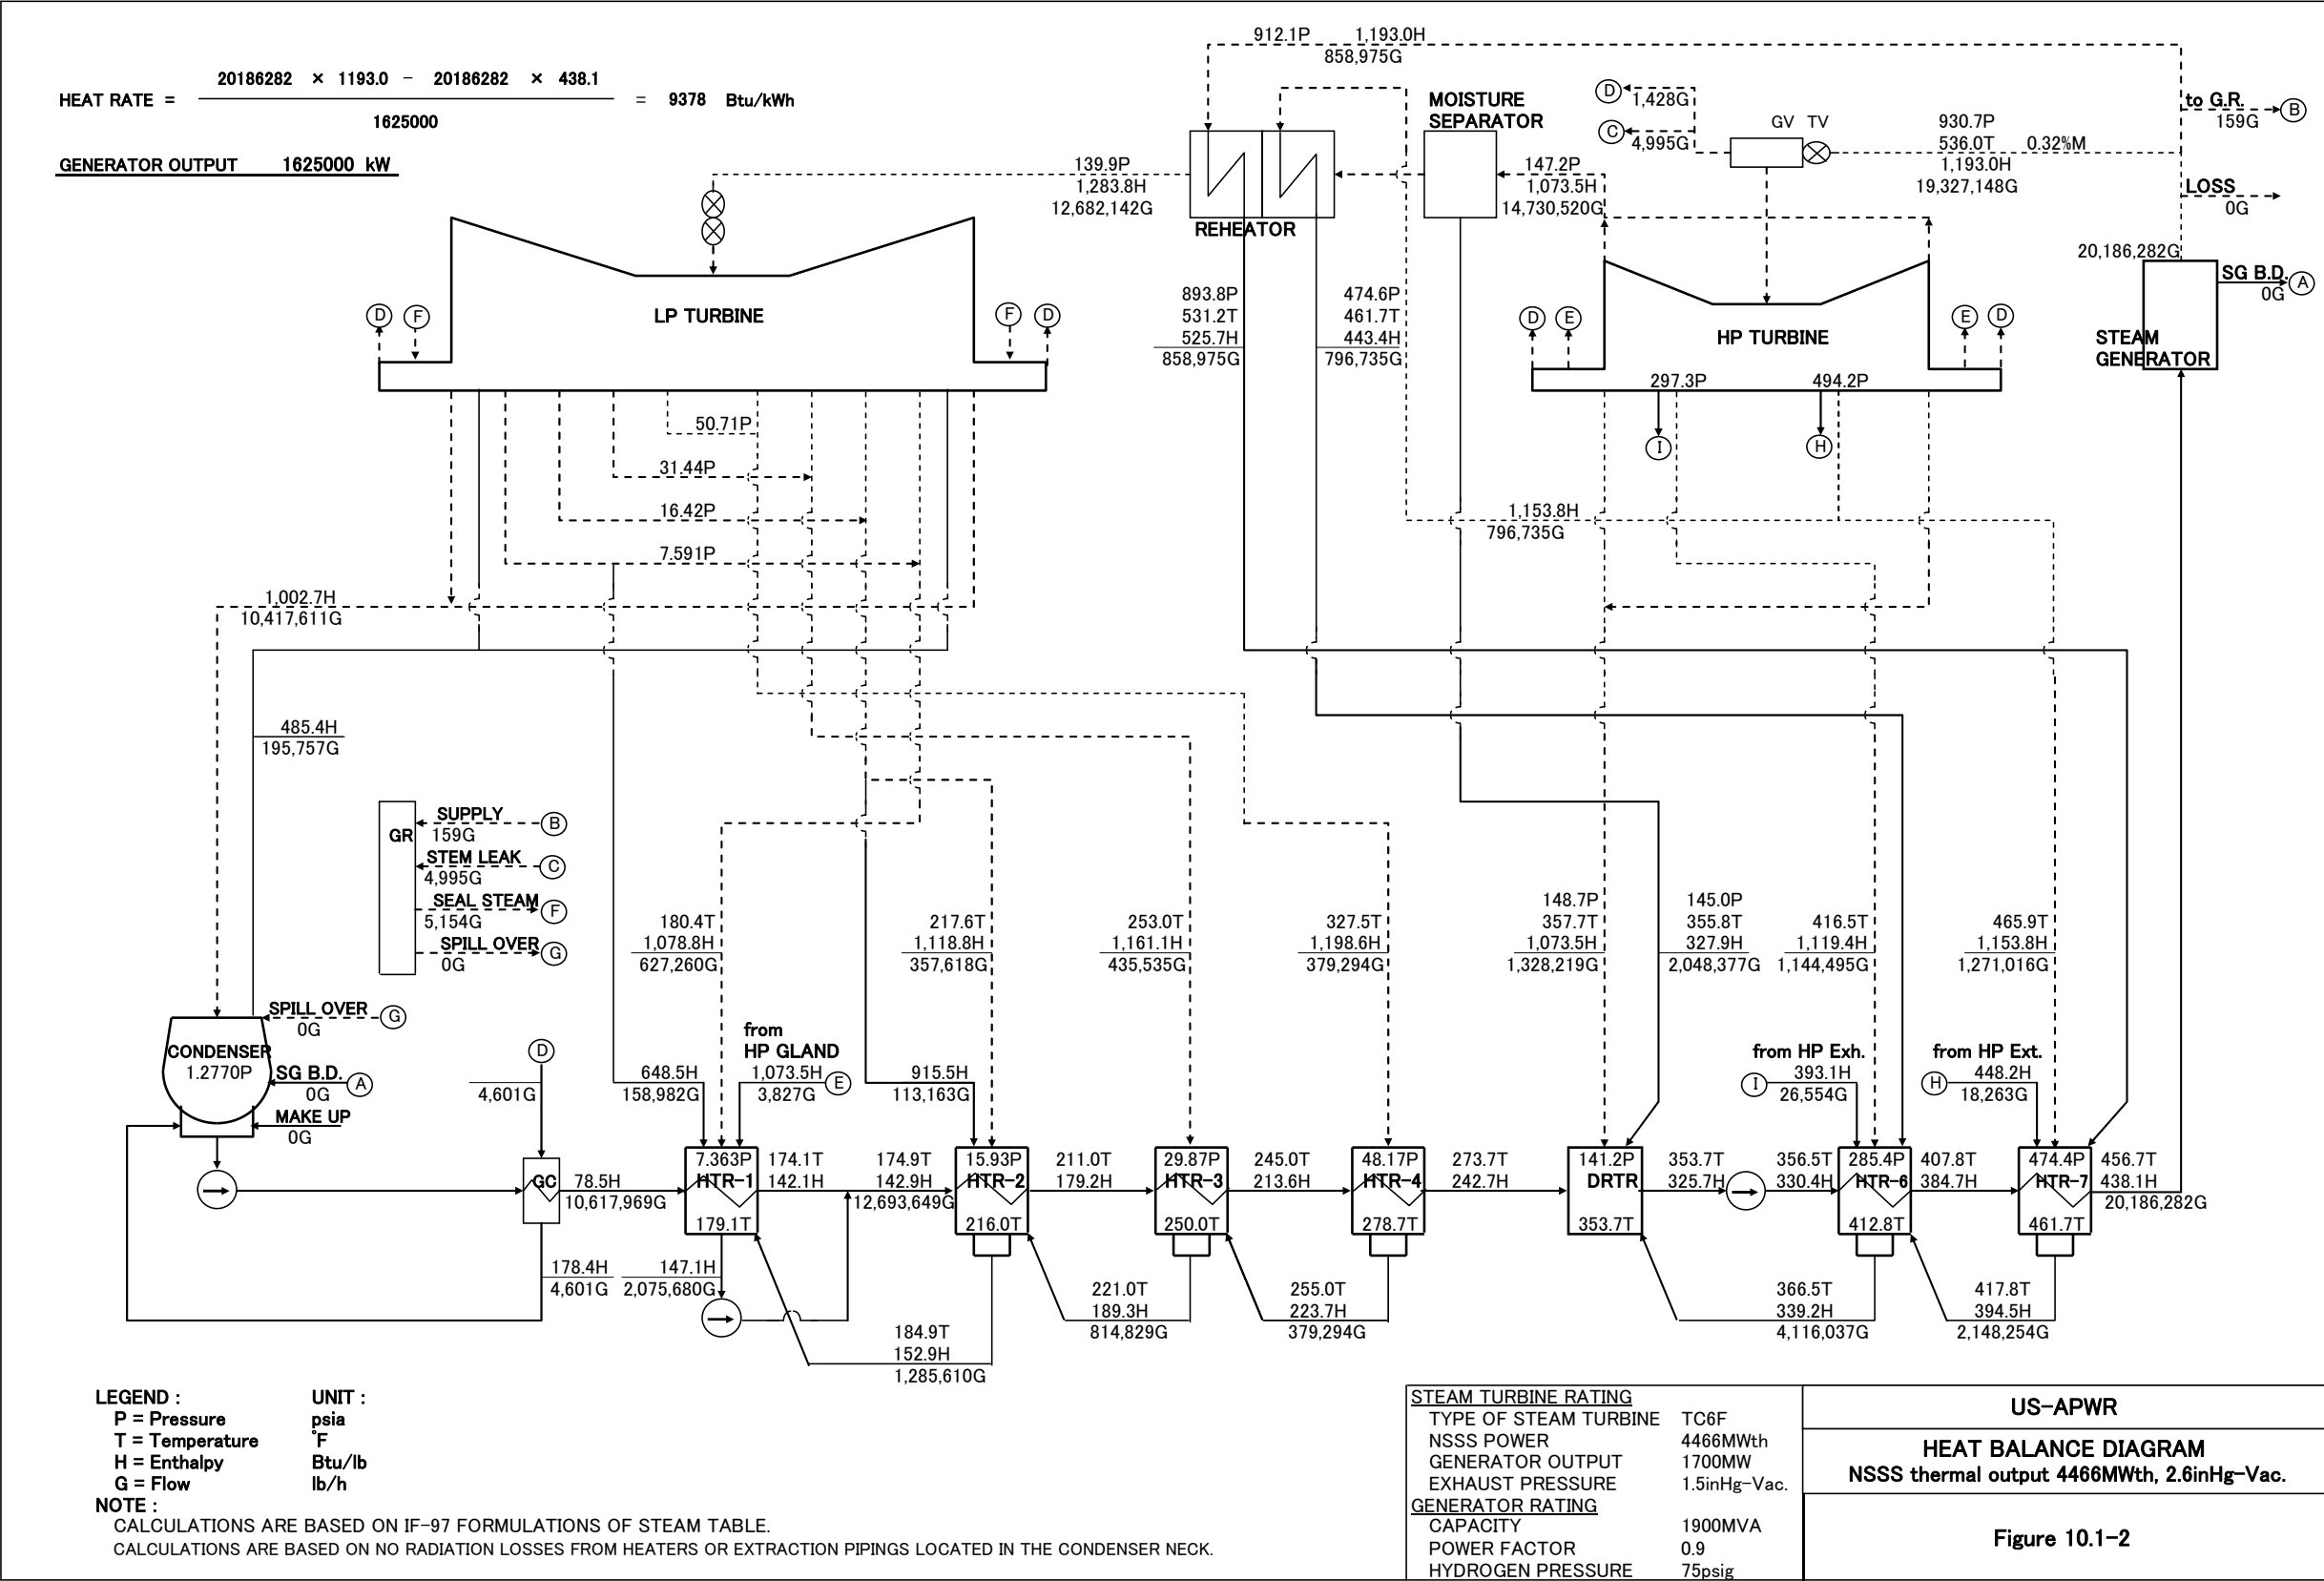 912.1P 1,193.0H
858,975G
HEAT RATE = 20186282 × 1193.0 − 20186282 × 438.1 = 9378 Btu/kWh
1625000
GENERATOR OUTPUT 1625000 kW
MOISTURE
SEPARATOR
D
1,428G
C
4,995G
GV TV
930.7P
536.0T 0.32%M
1,193.0H
19,327,148G
to G.R.
159G
B
LOSS
0G
139.9P
1,283.8H
12,682,142G
REHEATOR
147.2P
1,073.5H
14,730,520G
20,186,282G
SG B.D.
0G
A
STEAM
GENERATOR
D F
LP TURBINE
F D
893.8P
531.2T
525.7H
858,975G
474.6P
461.7T
443.4H
796,735G
D E
HP TURBINE
E D
297.3P 494.2P
I H
50.71P
31.44P
16.42P
7.591P
1,153.8H
796,735G
1,002.7H
10,417,611G
485.4H
195,757G
GR
SUPPLY
159G
B
STEM LEAK
4,995G
C
SEAL STEAM
5,154G
F
SPILL OVER
0G
G
180.4T
1,078.8H
627,260G
217.6T
1,118.8H
357,618G
253.0T
1,161.1H
435,535G
327.5T
1,198.6H
379,294G
148.7P
357.7T
1,073.5H
1,328,219G
145.0P
355.8T
327.9H
2,048,377G
416.5T
1,119.4H
1,144,495G
465.9T
1,153.8H
1,271,016G
SPILL OVER
0G
G
CONDENSER
1.2770P
SG B.D.
0G
A
MAKE UP
0G
D
4,601G
648.5H
158,982G
from
HP GLAND
1,073.5H
3,827G
E
915.5H
113,163G
from HP Exh.
I
393.1H
26,554G
from HP Ext.
H
448.2H
18,263G
GC
78.5H
10,617,969G
7.363P
HTR-1
179.1T
174.1T
142.1H
174.9T
142.9H
12,693,649G
15.93P
HTR-2
216.0T
211.0T
179.2H
29.87P
HTR-3
250.0T
245.0T
213.6H
48.17P
HTR-4
278.7T
273.7T
242.7H
141.2P
DRTR
353.7T
353.7T
325.7H
356.5T
330.4H
285.4P
HTR-6
412.8T
407.8T
384.7H
474.4P
HTR-7
461.7T
456.7T
438.1H
20,186,282G
178.4H
4,601G
147.1H
2,075,680G
184.9T
152.9H
1,285,610G
221.0T
189.3H
814,829G
255.0T
223.7H
379,294G
366.5T
339.2H
4,116,037G
417.8T
394.5H
2,148,254G
LEGEND : UNIT :
P = Pressure psia
T = Temperature °F
H = Enthalpy Btu/lb
G = Flow lb/h
NOTE :
CALCULATIONS ARE BASED ON IF-97 FORMULATIONS OF STEAM TABLE.
CALCULATIONS ARE BASED ON NO RADIATION LOSSES FROM HEATERS OR EXTRACTION PIPINGS LOCATED IN THE CONDENSER NECK.
STEAM TURBINE RATING
TYPE OF STEAM TURBINE TC6F
NSSS POWER 4466MWth
GENERATOR OUTPUT 1700MW
EXHAUST PRESSURE 1.5inHg-Vac.
GENERATOR RATING
CAPACITY 1900MVA
POWER FACTOR 0.9
HYDROGEN PRESSURE 75psig
US-APWR
HEAT BALANCE DIAGRAM
NSSS thermal output 4466MWth, 2.6inHg-Vac.
Figure 10.1-2